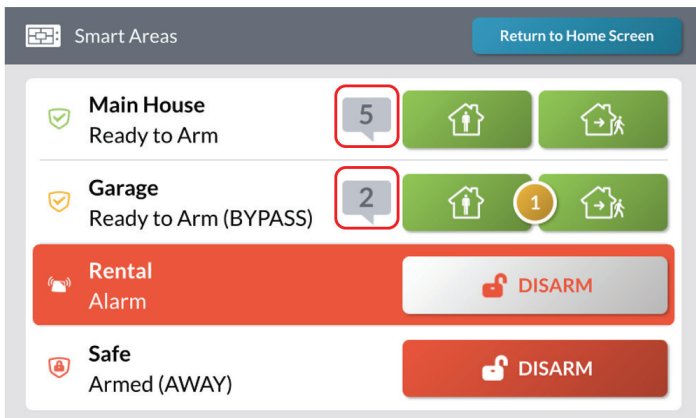 Smart Areas
Return to Home Screen
Main House
Ready to Arm
5
Garage
Ready to Arm (BYPASS)
2
1
Rental
Alarm
DISARM
Safe
Armed (AWAY)
DISARM